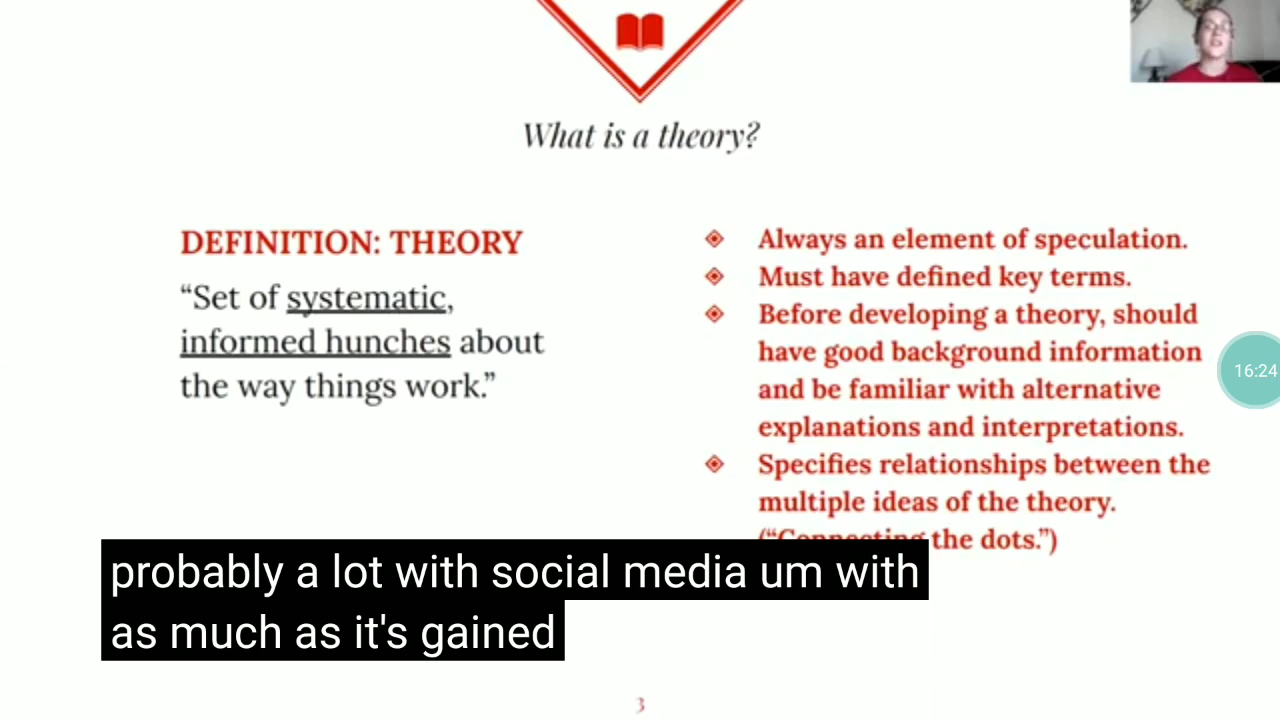 What is a theory?
DEFINITION: THEORY
“Set of systematic,
informed hunches about
the way things work.”
Always an element of speculation.
Must have defined key terms.
Before developing a theory, should
have good background information
and be familiar with alternative
explanations and interpretations.
Specifies relationships between the
multiple ideas of the theory.
(“Connecting the dots.”)
16:24
probably a lot with social media um with
as much as it's gained
3